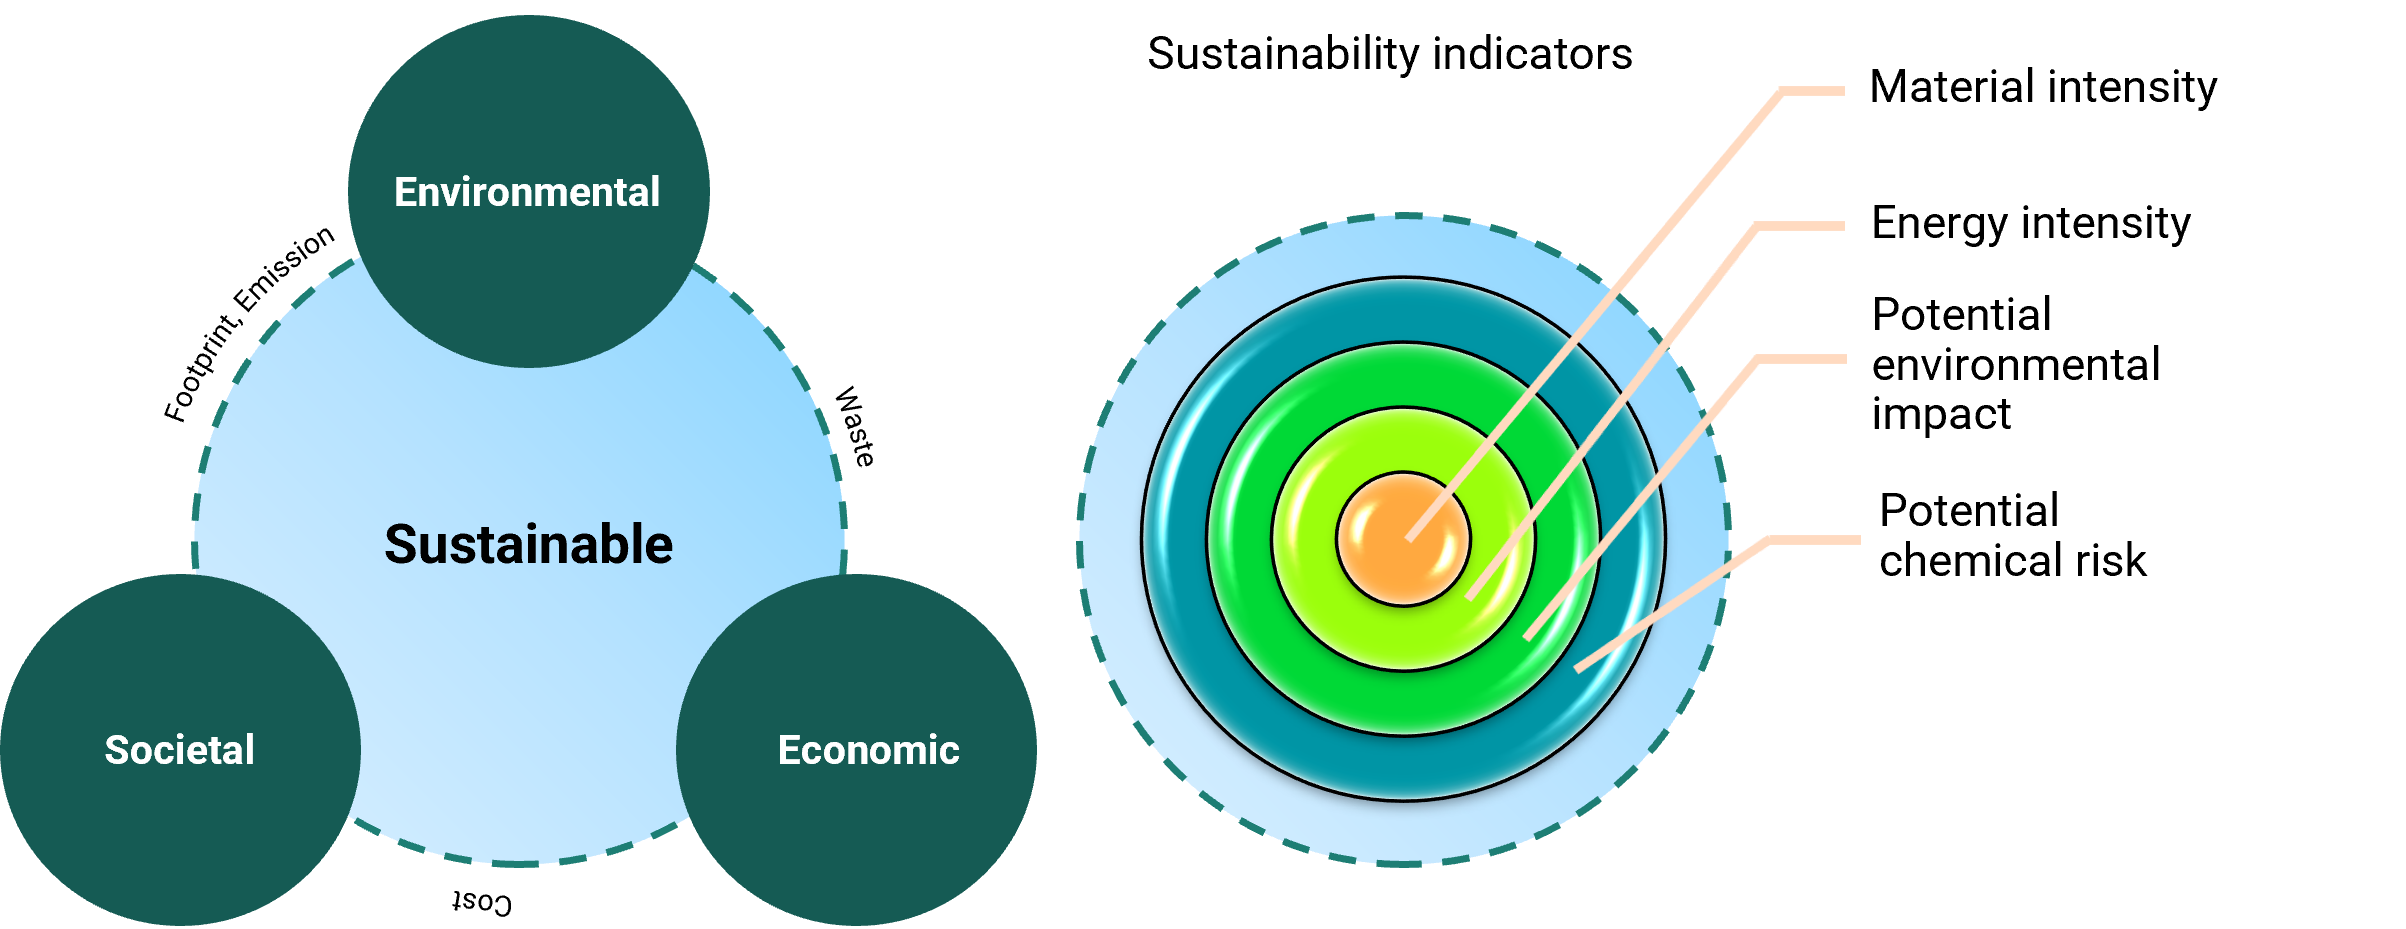 Environmental
Footprint, Emission
Waste
Sustainable
Societal
Economic
Cost
Sustainability indicators
Material intensity
Energy intensity
Potential
environmental
impact
Potential
chemical risk